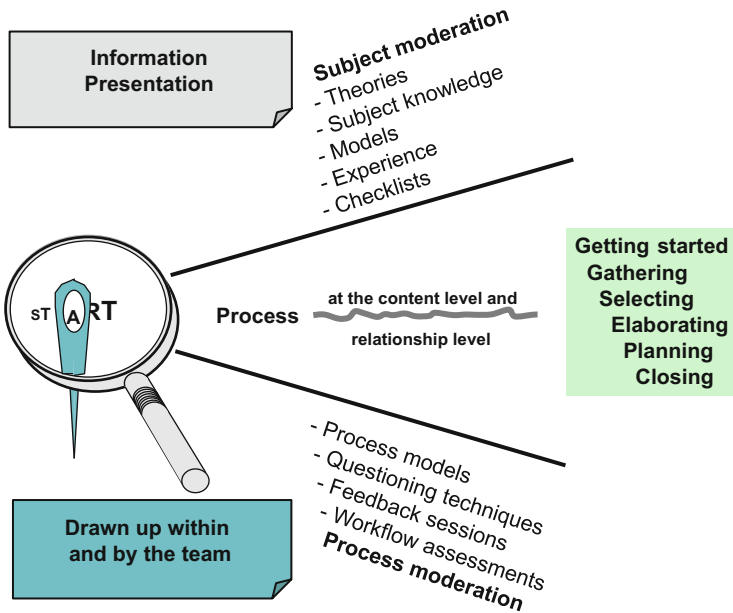 Information
Presentation
Subject moderation
- Theories
- Subject knowledge
- Models
- Experience
- Checklists
sT A RT
Process
at the content level and
relationship level
Getting started
Gathering
Selecting
Elaborating
Planning
Closing
- Process models
- Questioning techniques
- Feedback sessions
- Workflow assessments
Process moderation
Drawn up within
and by the team